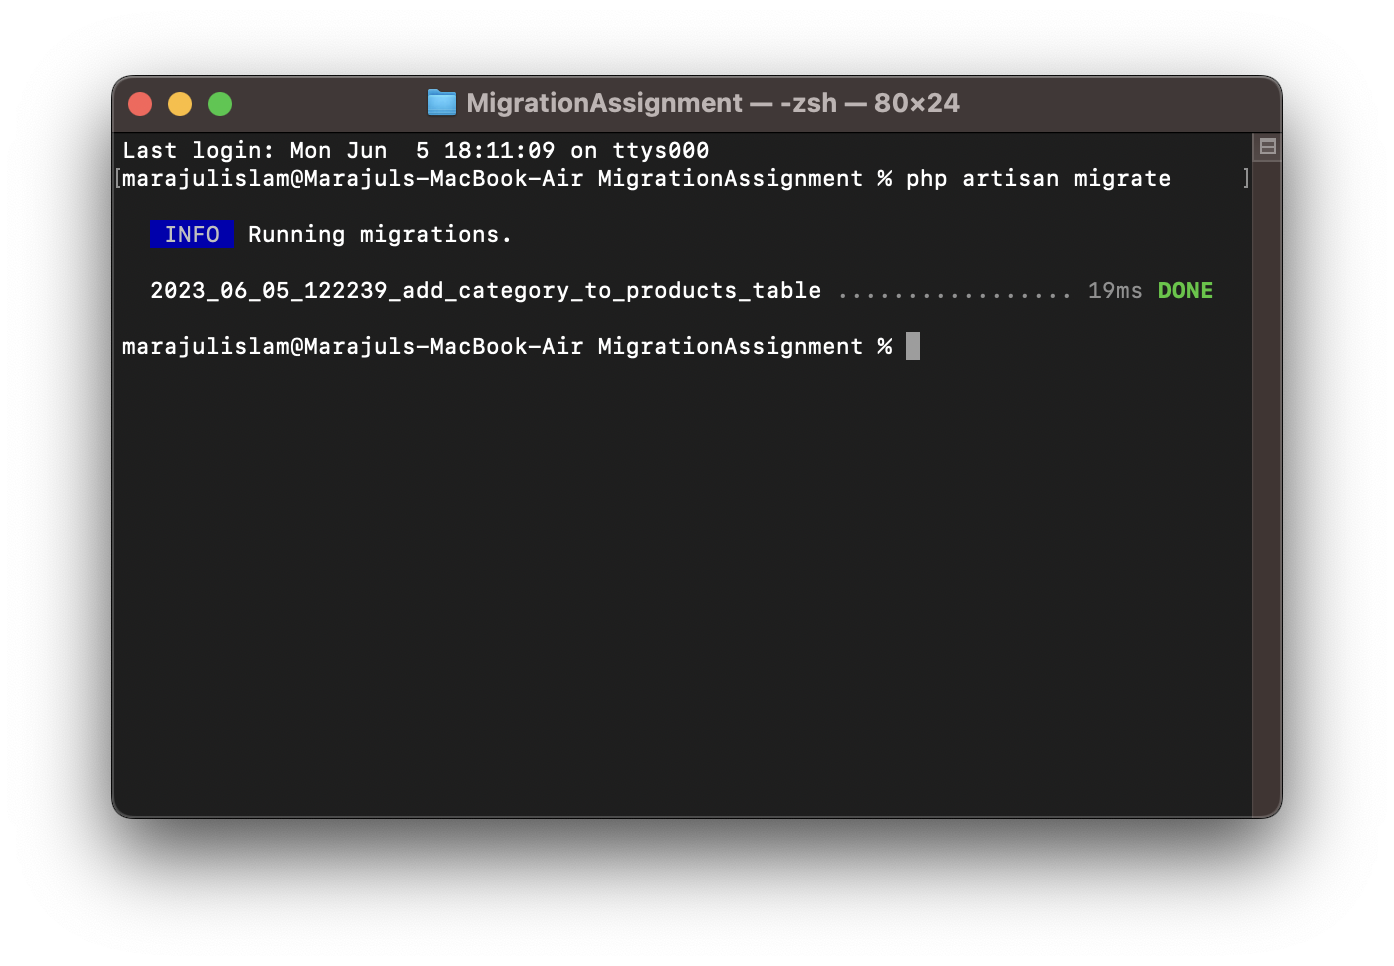 MigrationAssignment — -zsh — 80×24
Last login: Mon Jun  5 18:11:09 on ttys000
[marajulislam@Marajuls-MacBook-Air MigrationAssignment % php artisan migrate ]
INFO Running migrations.
2023_06_05_122239_add_category_to_products_table ................. 19ms DONE
marajulislam@Marajuls-MacBook-Air MigrationAssignment %